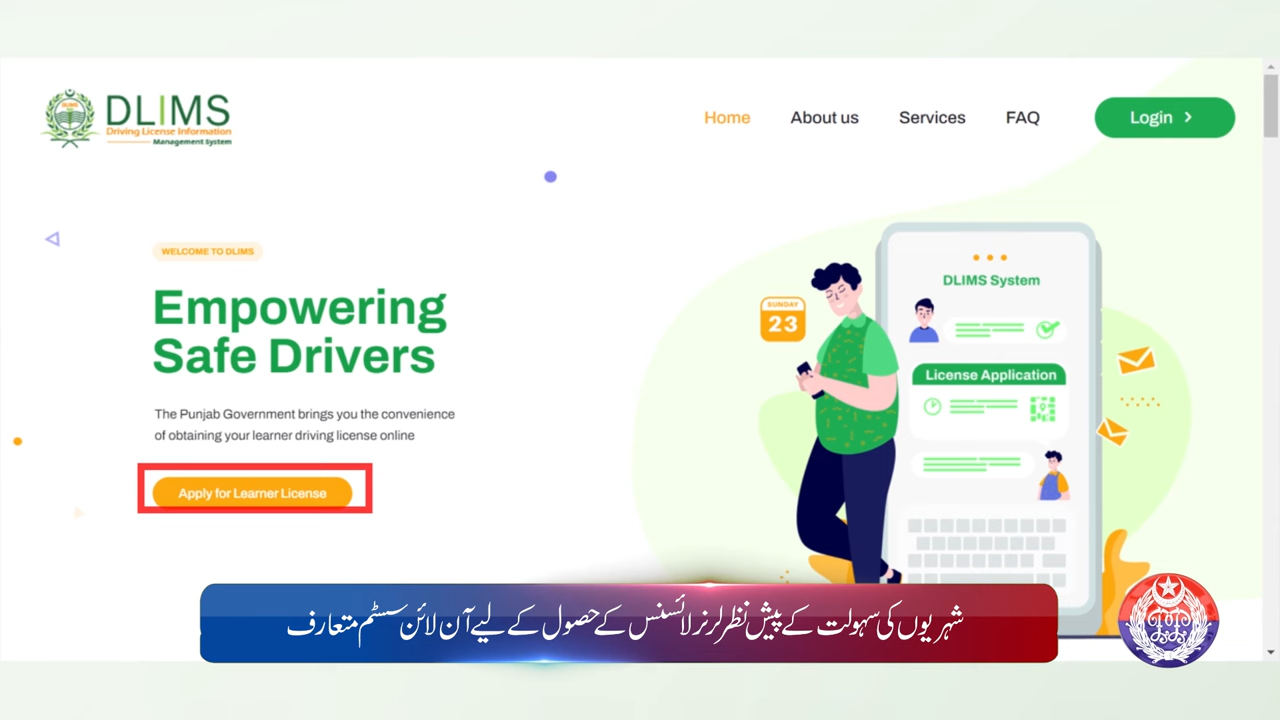 DLIMS
Driving License Information
Management System
Home
About us
Services
FAQ
Login
WELCOME TO DLIMS
Empowering
Safe Drivers
The Punjab Government brings you the convenience
of obtaining your learner driving license online
Apply for Learner License
SUNDAY
23
DLIMS System
License Application
شہریوں کی سہولت کے پیش نظر لرنر لائسنس کے حصول کے لیے آن لائن سسٹم متعارف